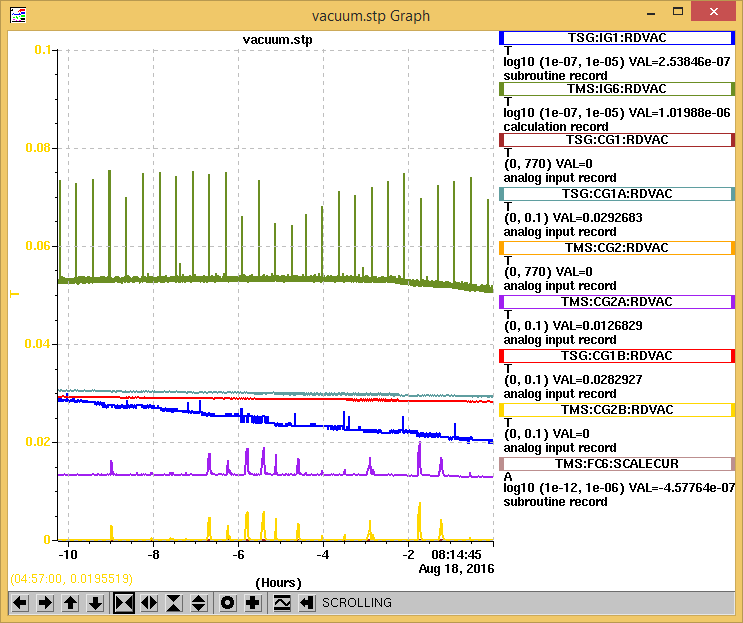 vacuum.stp Graph
vacuum.stp
0.1
0.08
0.06
T
0.04
0.02
0
-10
-8
-6
-4
-2
08:14:45
Aug 18, 2016
(04:57:00, 0.0195519)
(Hours)
TSG:IG1:RDVAC
T
log10 (1e-07, 1e-05) VAL=2.53846e-07
subroutine record
TMS:IG6:RDVAC
T
log10 (1e-07, 1e-05) VAL=1.01988e-06
calculation record
TSG:CG1:RDVAC
T
(0, 770) VAL=0
analog input record
TSG:CG1A:RDVAC
T
(0, 0.1) VAL=0.0292683
analog input record
TMS:CG2:RDVAC
T
(0, 770) VAL=0
analog input record
TMS:CG2A:RDVAC
T
(0, 0.1) VAL=0.0126829
analog input record
TSG:CG1B:RDVAC
T
(0, 0.1) VAL=0.0282927
analog input record
TMS:CG2B:RDVAC
T
(0, 0.1) VAL=0
analog input record
TMS:FC6:SCALECUR
A
log10 (1e-12, 1e-06) VAL=-4.57764e-07
subroutine record
SCROLLING